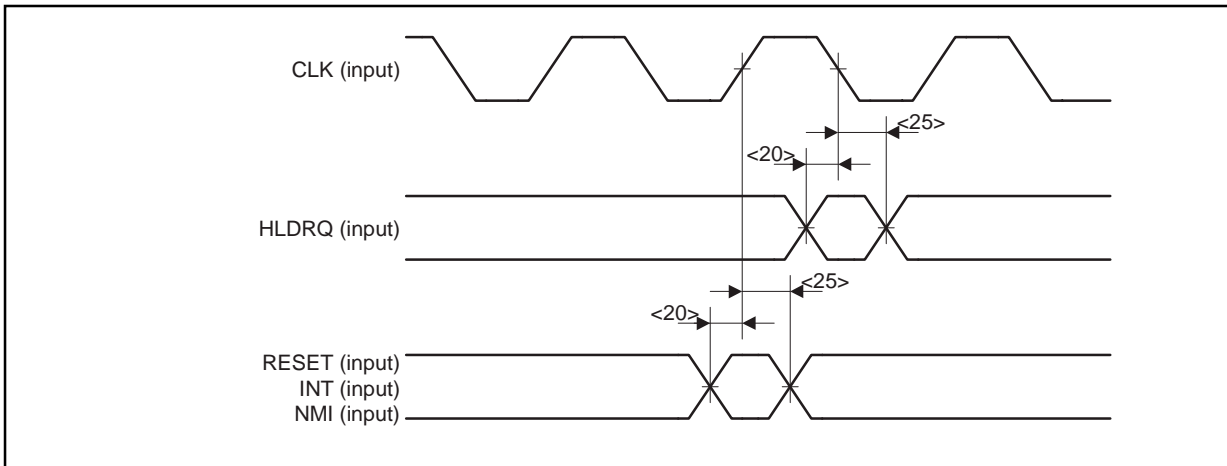 CLK (input)
<25>
<20>
HLDRQ (input)
<25>
<20>
RESET (input)
INT (input)
NMI (input)